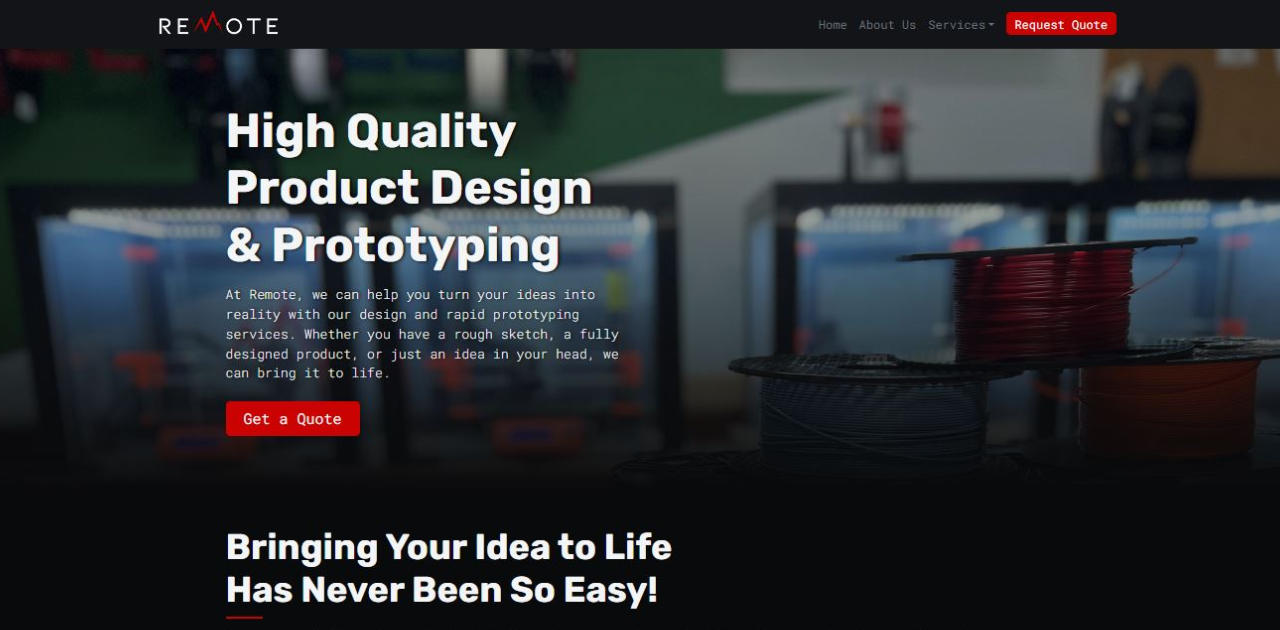 REMOTE
Home About Us Services Request Quote
High Quality
Product Design
& Prototyping
At Remote, we can help you turn your ideas into
reality with our design and rapid prototyping
services. Whether you have a rough sketch, a fully
designed product, or just an idea in your head, we
can bring it to life.
Get a Quote
Bringing Your Idea to Life
Has Never Been So Easy!